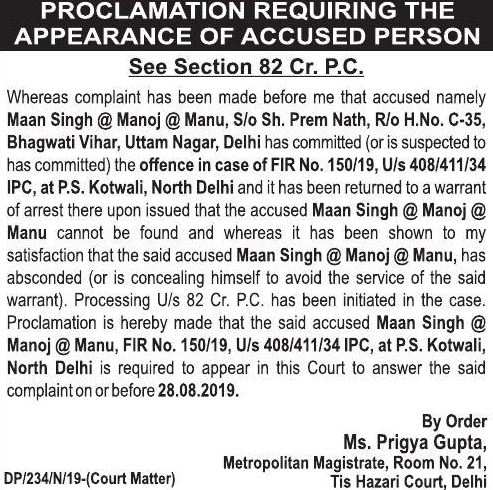 PROCLAMATION REQUIRING THE
APPEARANCE OF ACCUSED PERSON
See Section 82 Cr. P.C.
Whereas complaint has been made before me that accused namely
Maan Singh @ Manoj @ Manu, S/o Sh. Prem Nath, R/o H.No. C-35,
Bhagwati Vihar, Uttam Nagar, Delhi has committed (or is suspected to
has committed) the offence in case of FIR No. 150/19, U/s 408/411/34
IPC, at P.S. Kotwali, North Delhi and it has been returned to a warrant
of arrest there upon issued that the accused Maan Singh @ Manoj @
Manu cannot be found and whereas it has been shown to my
satisfaction that the said accused Maan Singh @ Manoj @ Manu, has
absconded (or is concealing himself to avoid the service of the said
warrant). Processing U/s 82 Cr. P.C. has been initiated in the case.
Proclamation is hereby made that the said accused Maan Singh @
Manoj @ Manu, FIR No. 150/19, U/s 408/411/34 IPC, at P.S. Kotwali,
North Delhi is required to appear in this Court to answer the said
complaint on or before 28.08.2019.
By Order
Ms. Prigya Gupta,
Metropolitan Magistrate, Room No. 21,
DP/234/N/19-(Court Matter) Tis Hazari Court, Delhi